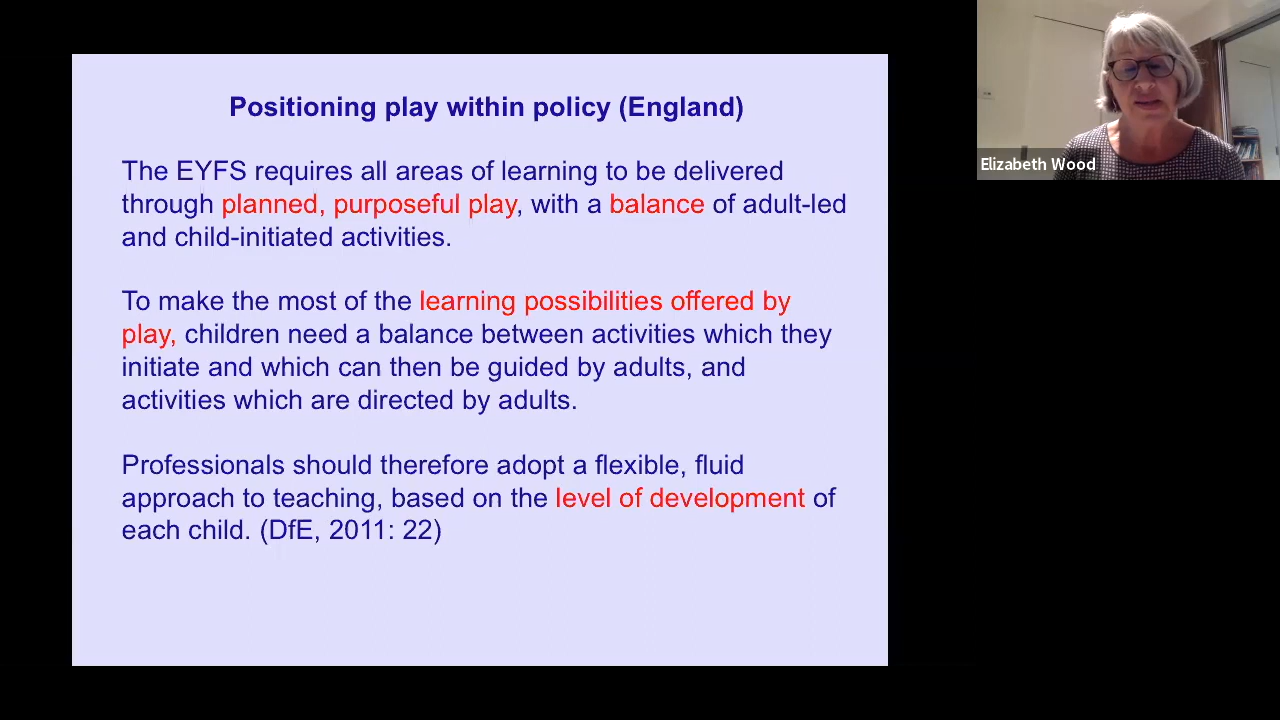 Positioning play within policy (England)
The EYFS requires all areas of learning to be delivered
through planned, purposeful play, with a balance of adult-led
and child-initiated activities.
To make the most of the learning possibilities offered by
play, children need a balance between activities which they
initiate and which can then be guided by adults, and
activities which are directed by adults.
Professionals should therefore adopt a flexible, fluid
approach to teaching, based on the level of development of
each child. (DfE, 2011: 22)
Elizabeth Wood